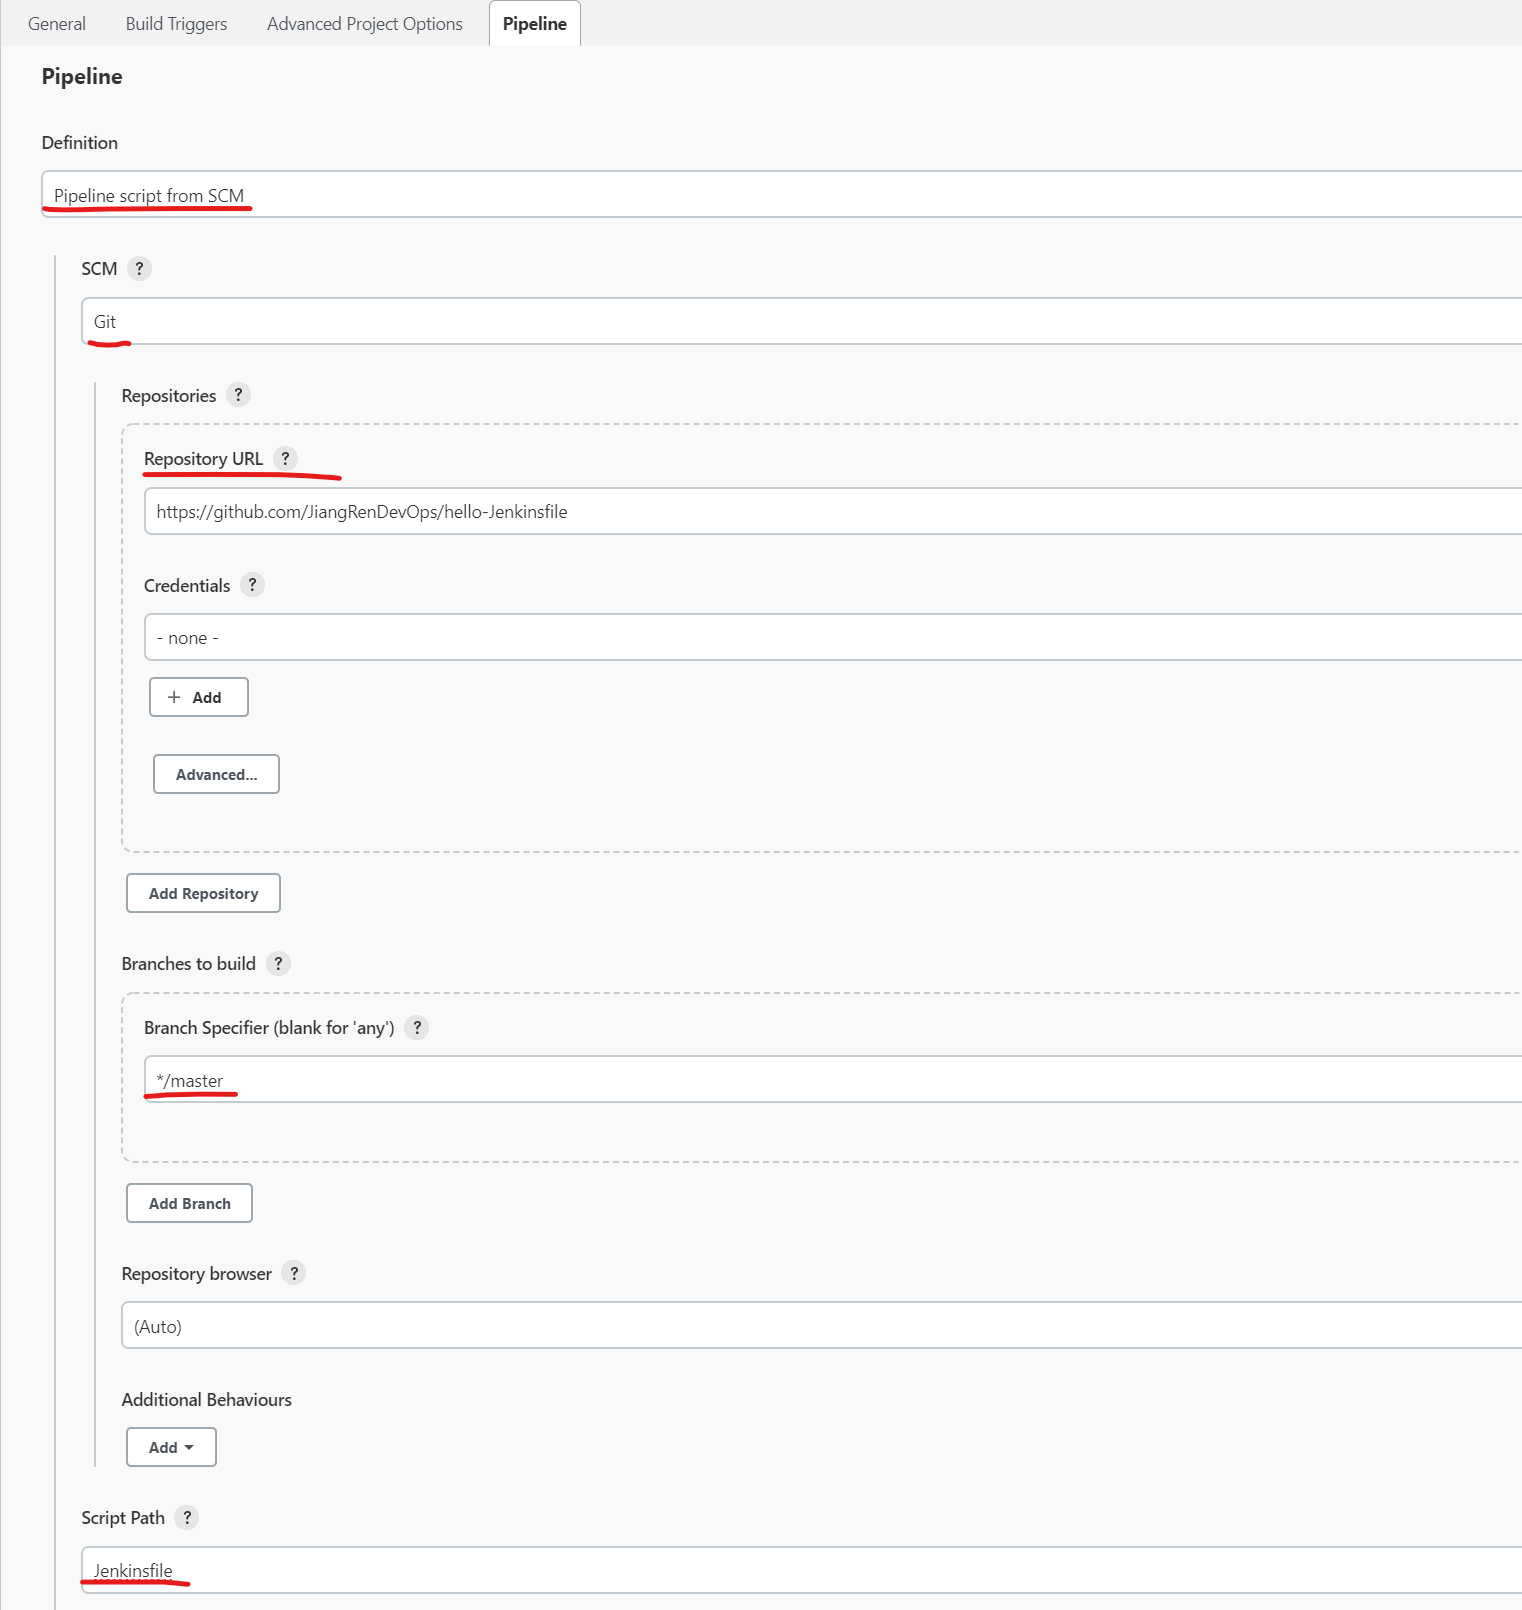 General Build Triggers Advanced Project Options Pipeline
Pipeline
Definition
Pipeline script from SCM
SCM ?
Git
Repositories ?
Repository URL ?
https://github.com/JiangRenDevOps/hello-Jenkinsfile
Credentials ?
- none -
+ Add
Advanced...
Add Repository
Branches to build ?
Branch Specifier (blank for 'any') ?
*/master
Add Branch
Repository browser ?
(Auto)
Additional Behaviours
Add
Script Path ?
Jenkinsfile